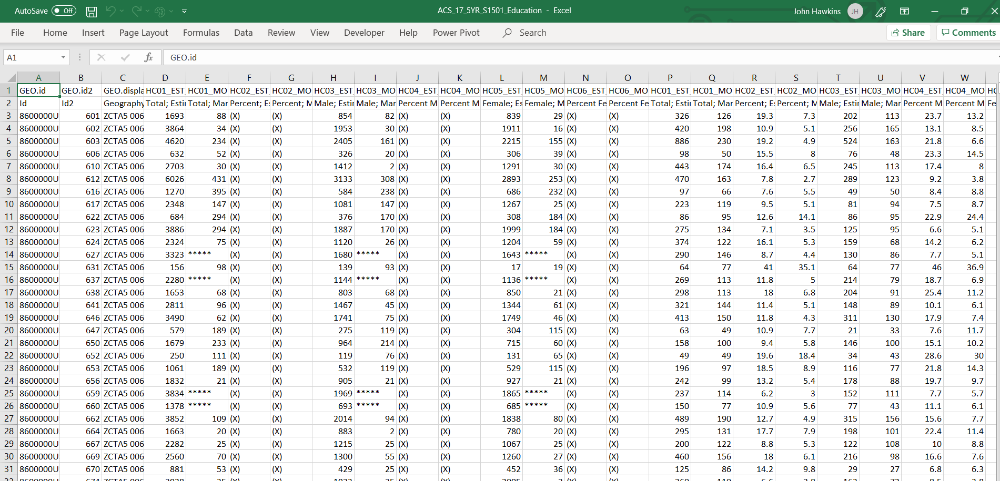 AutoSave Off ACS_17_5YR_S1501_Education - Excel John Hawkins JH
File Home Insert Page Layout Formulas Data Review View Developer Help Power Pivot Search Share Comments
A1 fx GEO.id
A B C D E F G H I J K L M N O P Q R S T U V W
1 GEO.id GEO.id2 GEO.displa HC01_EST_ HC01_MO HC02_EST_ HC02_MO HC03_EST_ HC03_MO HC04_EST_ HC04_MO HC05_EST_ HC05_MO HC06_EST_ HC06_MO HC01_EST_ HC01_MO HC02_EST_ HC02_MO HC03_EST_ HC03_MO HC04_EST_ HC04_MO HC
2 Id Id2 Geography Total; Esti Total; Mar Percent; E Percent; M Male; Esti Male; Mar Percent M Percent M Female; Es Female; M Percent Fe Percent Fe Total; Esti Total; Mar Percent; E Percent; M Male; Esti Male; Mar Percent M Percent M Fe
3 8600000U 601 ZCTA5 006 1693 88 (X) (X) 854 82 (X) (X) 839 29 (X) (X) 326 126 19.3 7.3 202 113 23.7 13.2
4 8600000U 602 ZCTA5 006 3864 34 (X) (X) 1953 30 (X) (X) 1911 16 (X) (X) 420 198 10.9 5.1 256 165 13.1 8.5
5 8600000U 603 ZCTA5 006 4620 234 (X) (X) 2405 161 (X) (X) 2215 155 (X) (X) 886 230 19.2 4.9 524 163 21.8 6.6
6 8600000U 606 ZCTA5 006 632 52 (X) (X) 326 20 (X) (X) 306 39 (X) (X) 98 50 15.5 8 76 48 23.3 14.5
7 8600000U 610 ZCTA5 006 2703 30 (X) (X) 1412 2 (X) (X) 1291 30 (X) (X) 443 174 16.4 6.5 245 113 17.4 8
8 8600000U 612 ZCTA5 006 6026 431 (X) (X) 3133 308 (X) (X) 2893 253 (X) (X) 470 163 7.8 2.7 289 123 9.2 3.8
9 8600000U 616 ZCTA5 006 1270 395 (X) (X) 584 238 (X) (X) 686 232 (X) (X) 97 66 7.6 5.5 49 50 8.4 8.8
10 8600000U 617 ZCTA5 006 2348 147 (X) (X) 1081 147 (X) (X) 1267 25 (X) (X) 223 119 9.5 5.1 81 94 7.5 8.7
11 8600000U 622 ZCTA5 006 684 294 (X) (X) 376 170 (X) (X) 308 184 (X) (X) 86 95 12.6 14.1 86 95 22.9 24.4
12 8600000U 623 ZCTA5 006 3886 294 (X) (X) 1887 170 (X) (X) 1999 184 (X) (X) 275 134 7.1 3.5 125 95 6.6 5.1
13 8600000U 624 ZCTA5 006 2324 75 (X) (X) 1120 26 (X) (X) 1204 59 (X) (X) 374 122 16.1 5.3 159 68 14.2 6.2
14 8600000U 627 ZCTA5 006 3323 ***** (X) (X) 1680 ***** (X) (X) 1643 ***** (X) (X) 290 146 8.7 4.4 130 86 7.7 5.1
15 8600000U 631 ZCTA5 006 156 98 (X) (X) 139 93 (X) (X) 17 19 (X) (X) 64 77 41 35.1 64 77 46 36.9
16 8600000U 637 ZCTA5 006 2280 ***** (X) (X) 1144 ***** (X) (X) 1136 ***** (X) (X) 269 113 11.8 5 214 79 18.7 6.9
17 8600000U 638 ZCTA5 006 1653 68 (X) (X) 803 68 (X) (X) 850 21 (X) (X) 298 113 18 6.8 204 91 25.4 11.2
18 8600000U 641 ZCTA5 006 2811 96 (X) (X) 1467 45 (X) (X) 1344 61 (X) (X) 321 144 11.4 5.1 148 89 10.1 6.1
19 8600000U 646 ZCTA5 006 3490 62 (X) (X) 1741 75 (X) (X) 1749 46 (X) (X) 413 150 11.8 4.3 311 130 17.9 7.4
20 8600000U 647 ZCTA5 006 579 189 (X) (X) 275 119 (X) (X) 304 115 (X) (X) 63 49 10.9 7.7 21 33 7.6 11.7
21 8600000U 650 ZCTA5 006 1679 233 (X) (X) 964 214 (X) (X) 715 60 (X) (X) 158 100 9.4 5.8 146 100 15.1 10.2
22 8600000U 652 ZCTA5 006 250 111 (X) (X) 119 76 (X) (X) 131 65 (X) (X) 49 49 19.6 18.4 34 43 28.6 30
23 8600000U 653 ZCTA5 006 1061 189 (X) (X) 532 119 (X) (X) 529 115 (X) (X) 196 97 18.5 8.9 116 77 21.8 14.3
24 8600000U 656 ZCTA5 006 1832 21 (X) (X) 905 21 (X) (X) 927 21 (X) (X) 242 99 13.2 5.4 178 88 19.7 9.7
25 8600000U 659 ZCTA5 006 3834 ***** (X) (X) 1969 ***** (X) (X) 1865 ***** (X) (X) 237 114 6.2 3 152 111 7.7 5.7
26 8600000U 660 ZCTA5 006 1378 ***** (X) (X) 693 ***** (X) (X) 685 ***** (X) (X) 150 77 10.9 5.6 77 43 11.1 6.1
27 8600000U 662 ZCTA5 006 3852 109 (X) (X) 2014 94 (X) (X) 1838 80 (X) (X) 489 190 12.7 4.9 315 156 15.6 7.7
28 8600000U 664 ZCTA5 006 1663 20 (X) (X) 883 2 (X) (X) 780 20 (X) (X) 295 131 17.7 7.9 198 101 22.4 11.4
29 8600000U 667 ZCTA5 006 2282 25 (X) (X) 1215 25 (X) (X) 1067 25 (X) (X) 200 122 8.8 5.3 122 108 10 8.8
30 8600000U 669 ZCTA5 006 2560 70 (X) (X) 1300 55 (X) (X) 1260 27 (X) (X) 460 156 18 6.1 216 98 16.6 7.6
31 8600000U 670 ZCTA5 006 881 53 (X) (X) 429 25 (X) (X) 452 36 (X) (X) 125 86 14.2 9.8 29 27 6.8 6.3